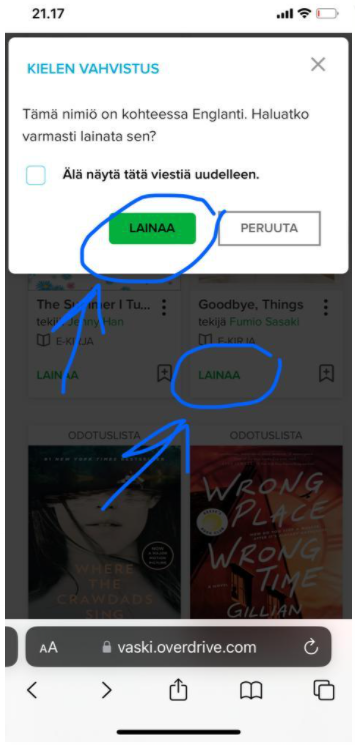 21.17
KIELEN VAHVISTUS
Tämä nimiö on kohteessa Englanti. Haluatko
varmasti lainata sen?
Älä näytä tätä viestiä uudelleen.
LAINAA
PERUUTA
The Summer I Tu...
Goodbye, Things
tekijä Jenny Han
tekijä Fumio Sasaki
E-KIRJA
E-KIRJA
LAINAA
LAINAA
ODOTUSLISTA
ODOTUSLISTA
WHERE
THE
CRAWDADS
SING
WRONG
PLACE
WRONG
TIME
GILLIAN
AA
vaski.overdrive.com